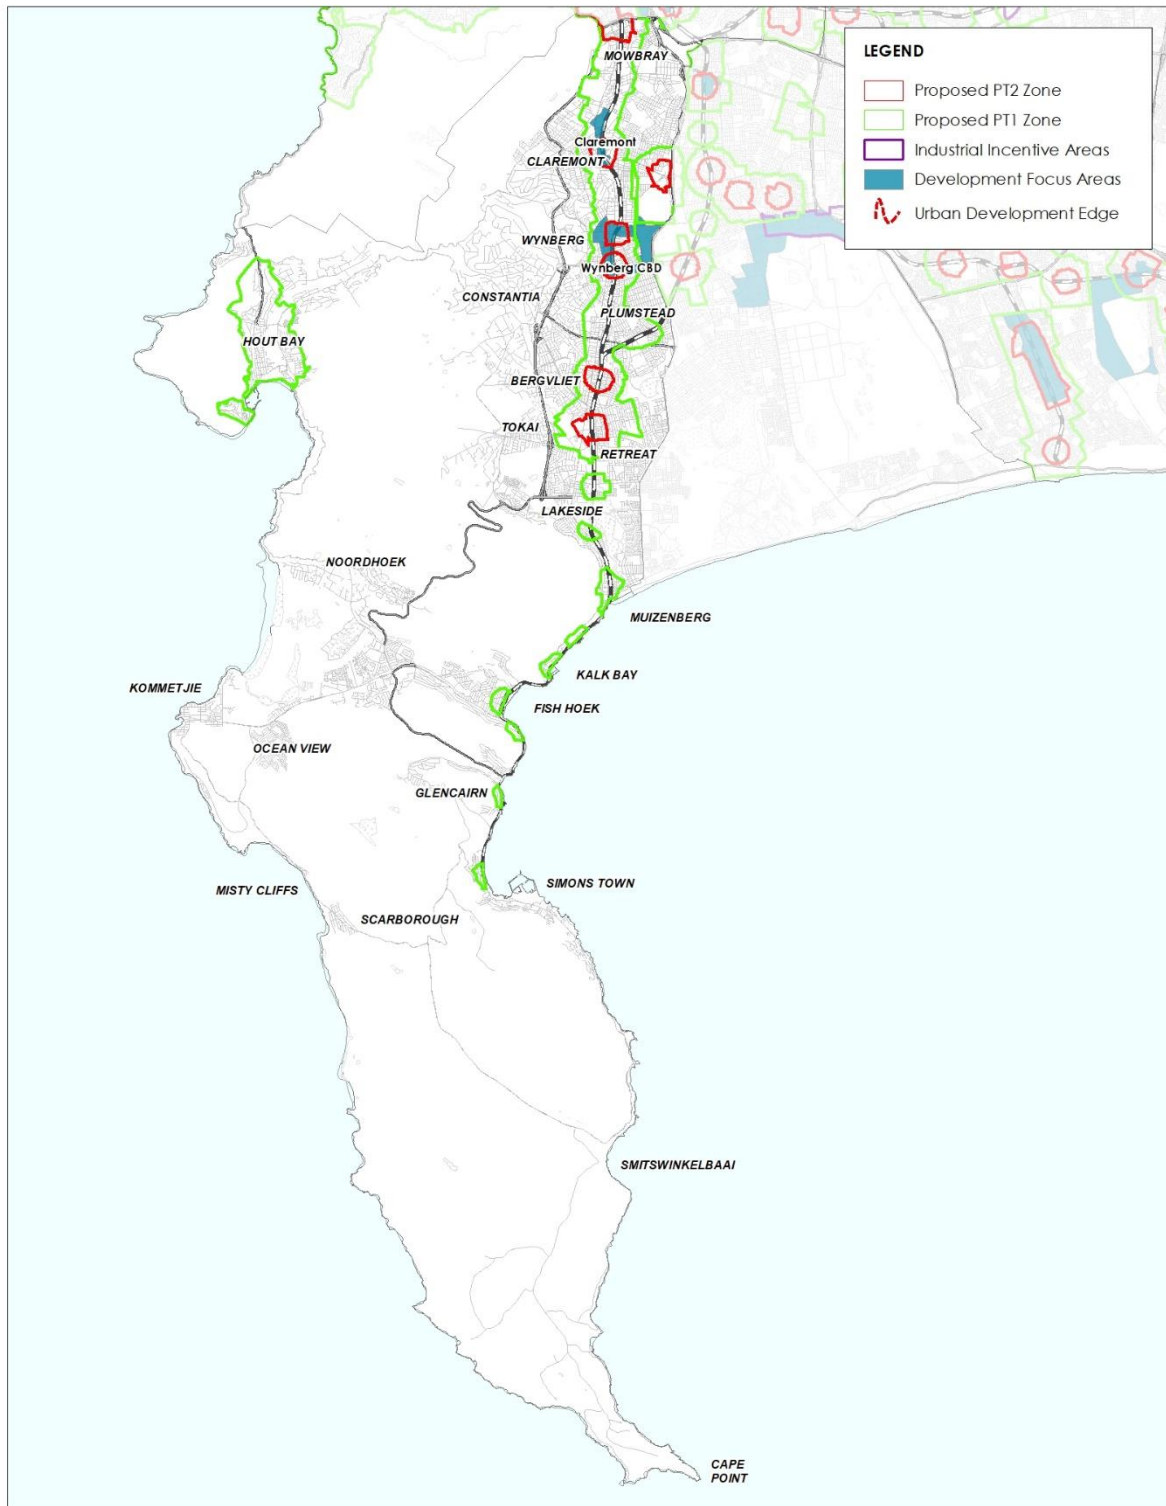 MOWBRAY
LEGEND
Proposed PT2 Zone
Proposed PT1 Zone
Industrial Incentive Areas
Development Focus Areas
Urban Development Edge
Claremont
CLAREMONT
WYNBERG
Wynberg CBD
CONSTANTIA
PLUMSTEAD
HOUT BAY
BERGVLIET
TOKAI
RETREAT
LAKESIDE
NOORDHOEK
MUIZENBERG
KALK BAY
KOMMETJIE
FISH HOEK
OCEAN VIEW
GLENCAIRN
MISTY CLIFFS
SIMONS TOWN
SCARBOROUGH
SMITSWINKELBAAI
CAPE
POINT